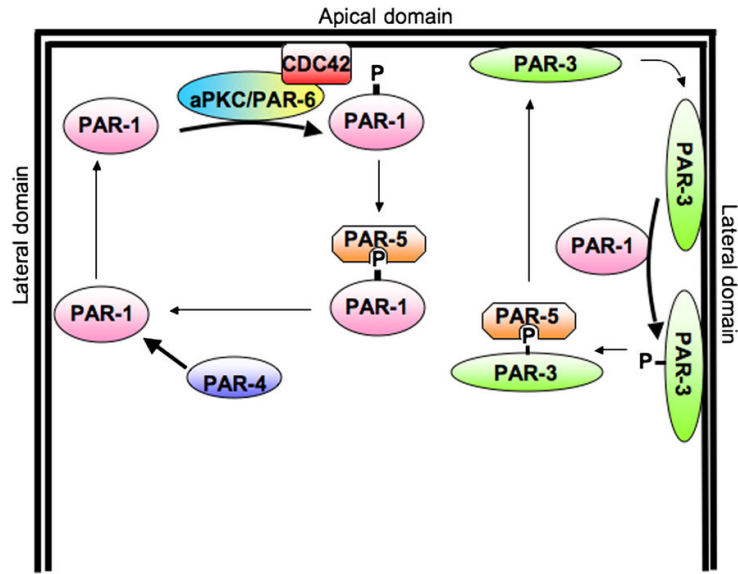 Apical domain
CDC42
P
PAR-3
aPKC/PAR-6
PAR-1
PAR-1
PAR-3
Lateral domain
Lateral domain
PAR-5
P
PAR-1
PAR-1
PAR-1
PAR-5
P
PAR-3
P
PAR-3
PAR-4